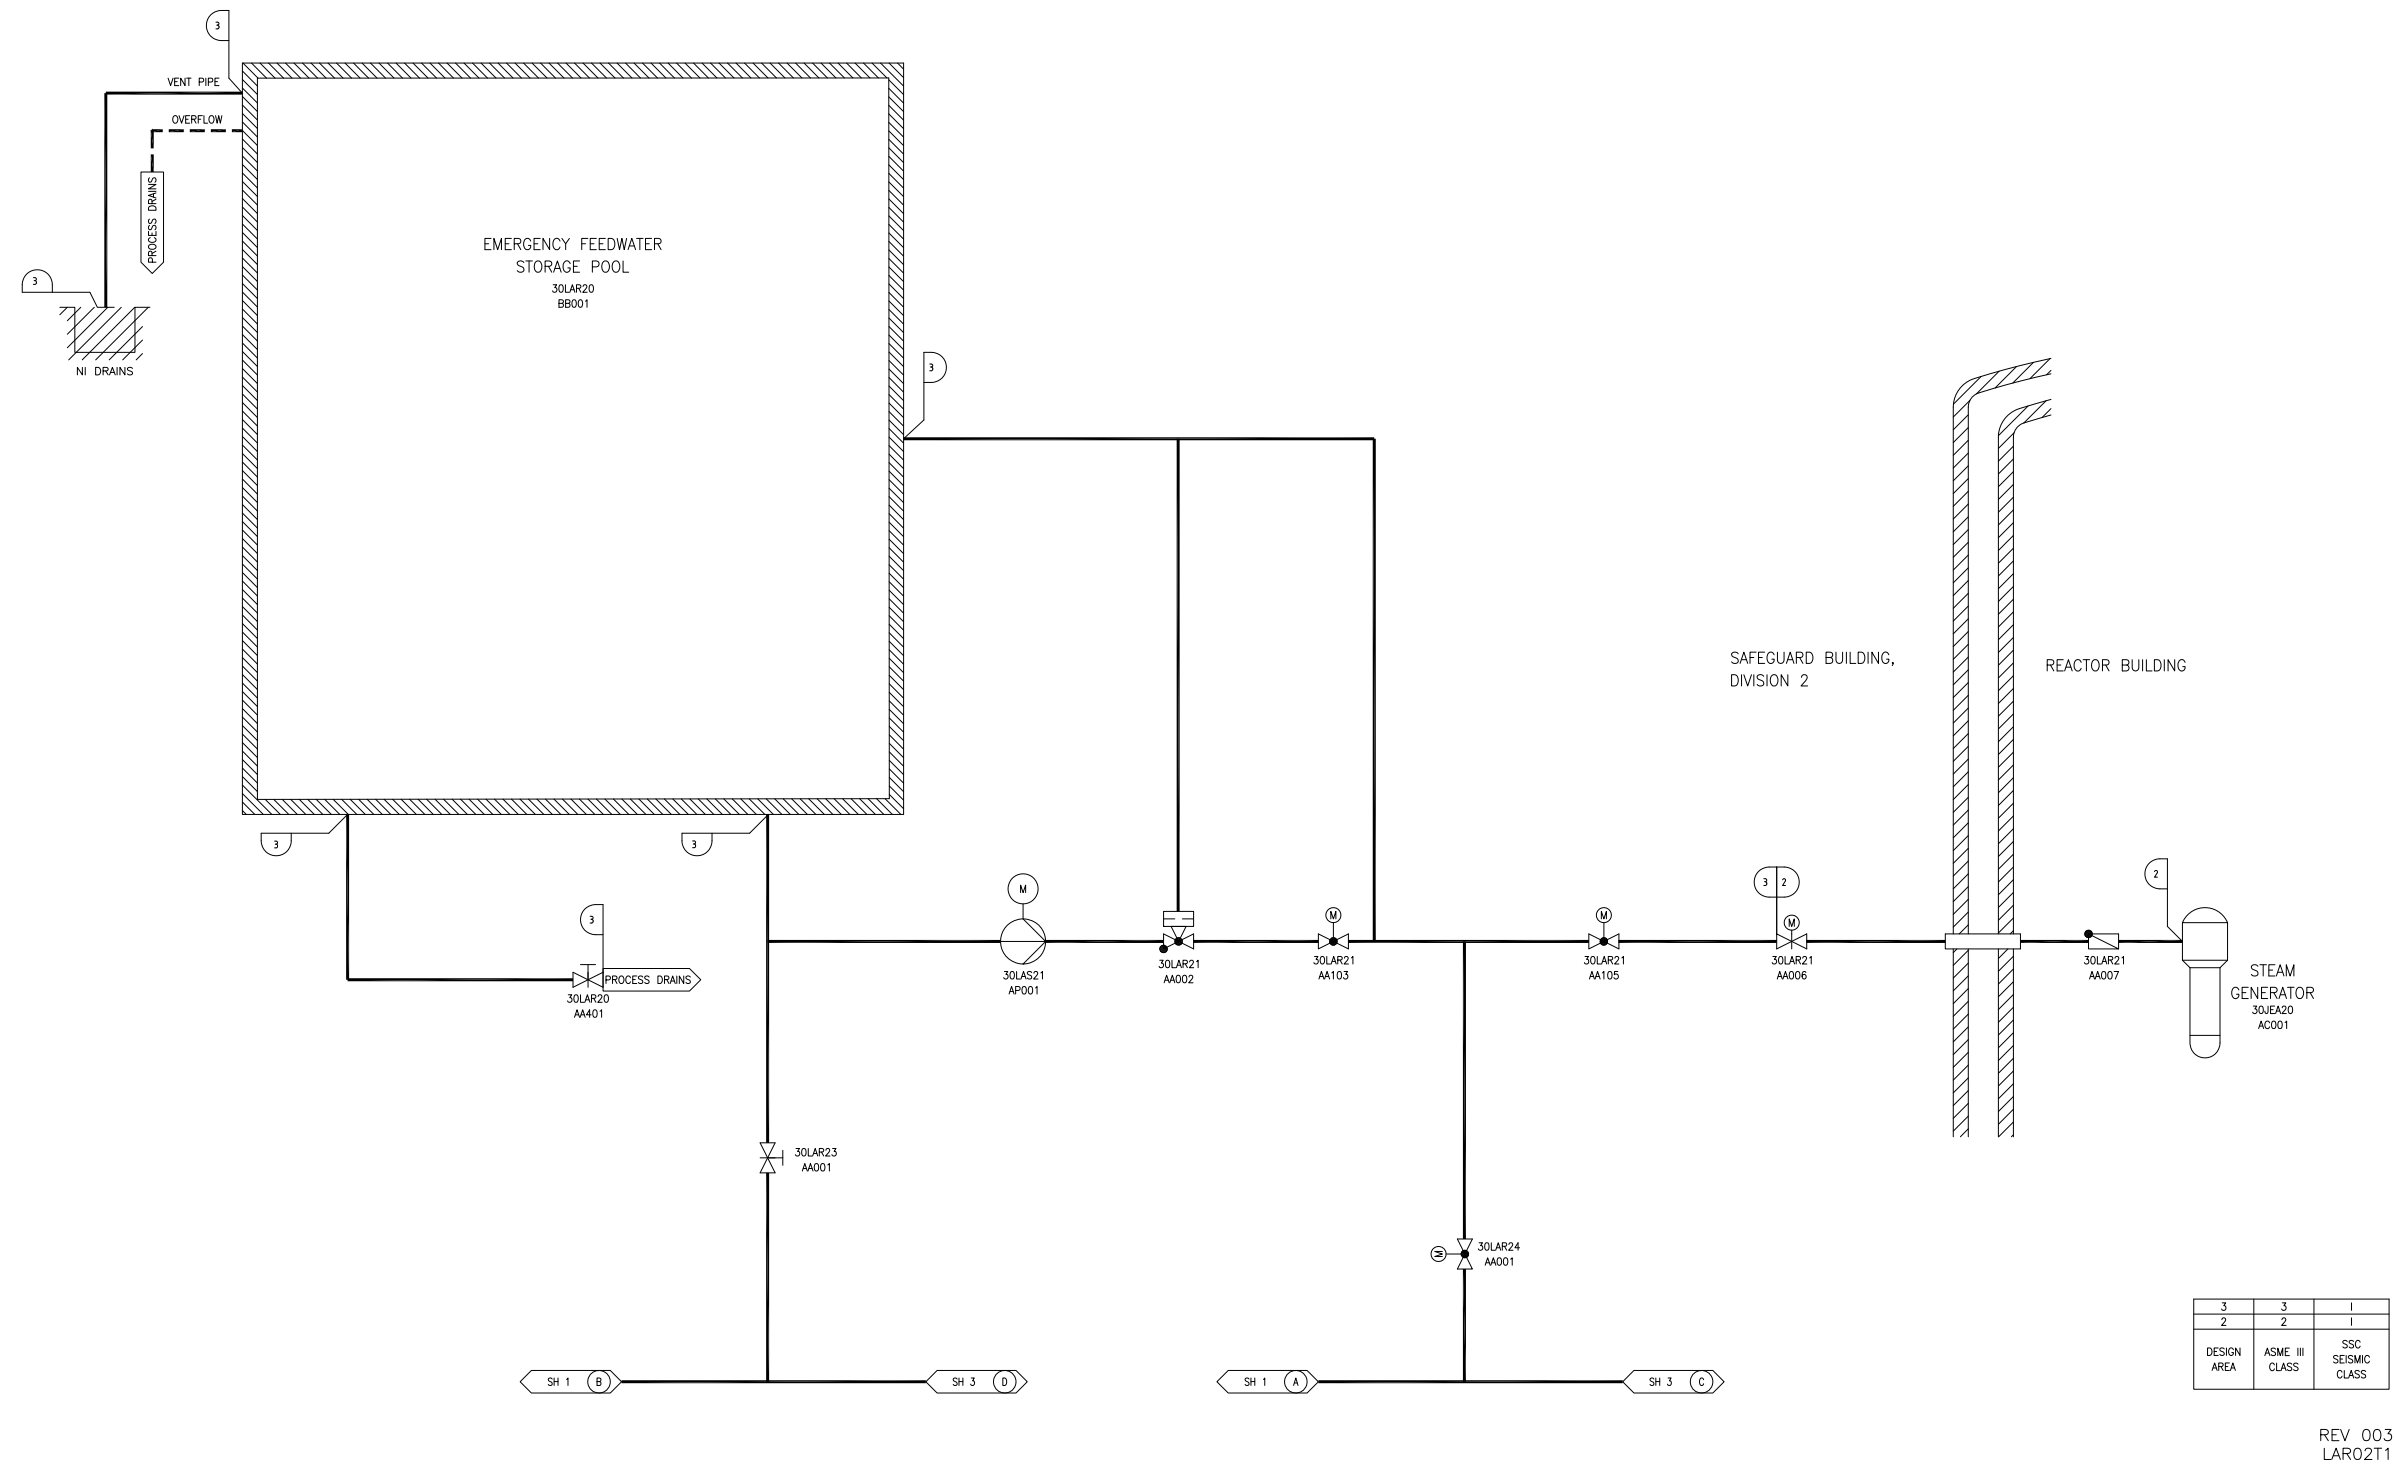 3
VENT PIPE
OVERFLOW
PROCESS DRAINS
3
NI DRAINS
EMERGENCY FEEDWATER
STORAGE POOL
30LAR20
BB001
3
SAFEGUARD BUILDING,
DIVISION 2
REACTOR BUILDING
3
3
3
PROCESS DRAINS
30LAR20
AA401
M
30LAS21
AP001
30LAR21
AA002
M
30LAR21
AA103
M
30LAR21
AA105
3 2
M
30LAR21
AA006
30LAR21
AA007
2
STEAM
GENERATOR
30JEA20
AC001
30LAR23
AA001
M
30LAR24
AA001
SH 1 B
SH 3 D
SH 1 A
SH 3 C
3 3 I
2 2 I
DESIGN
AREA
ASME III
CLASS
SSC
SEISMIC
CLASS
REV 003
LAR02T1